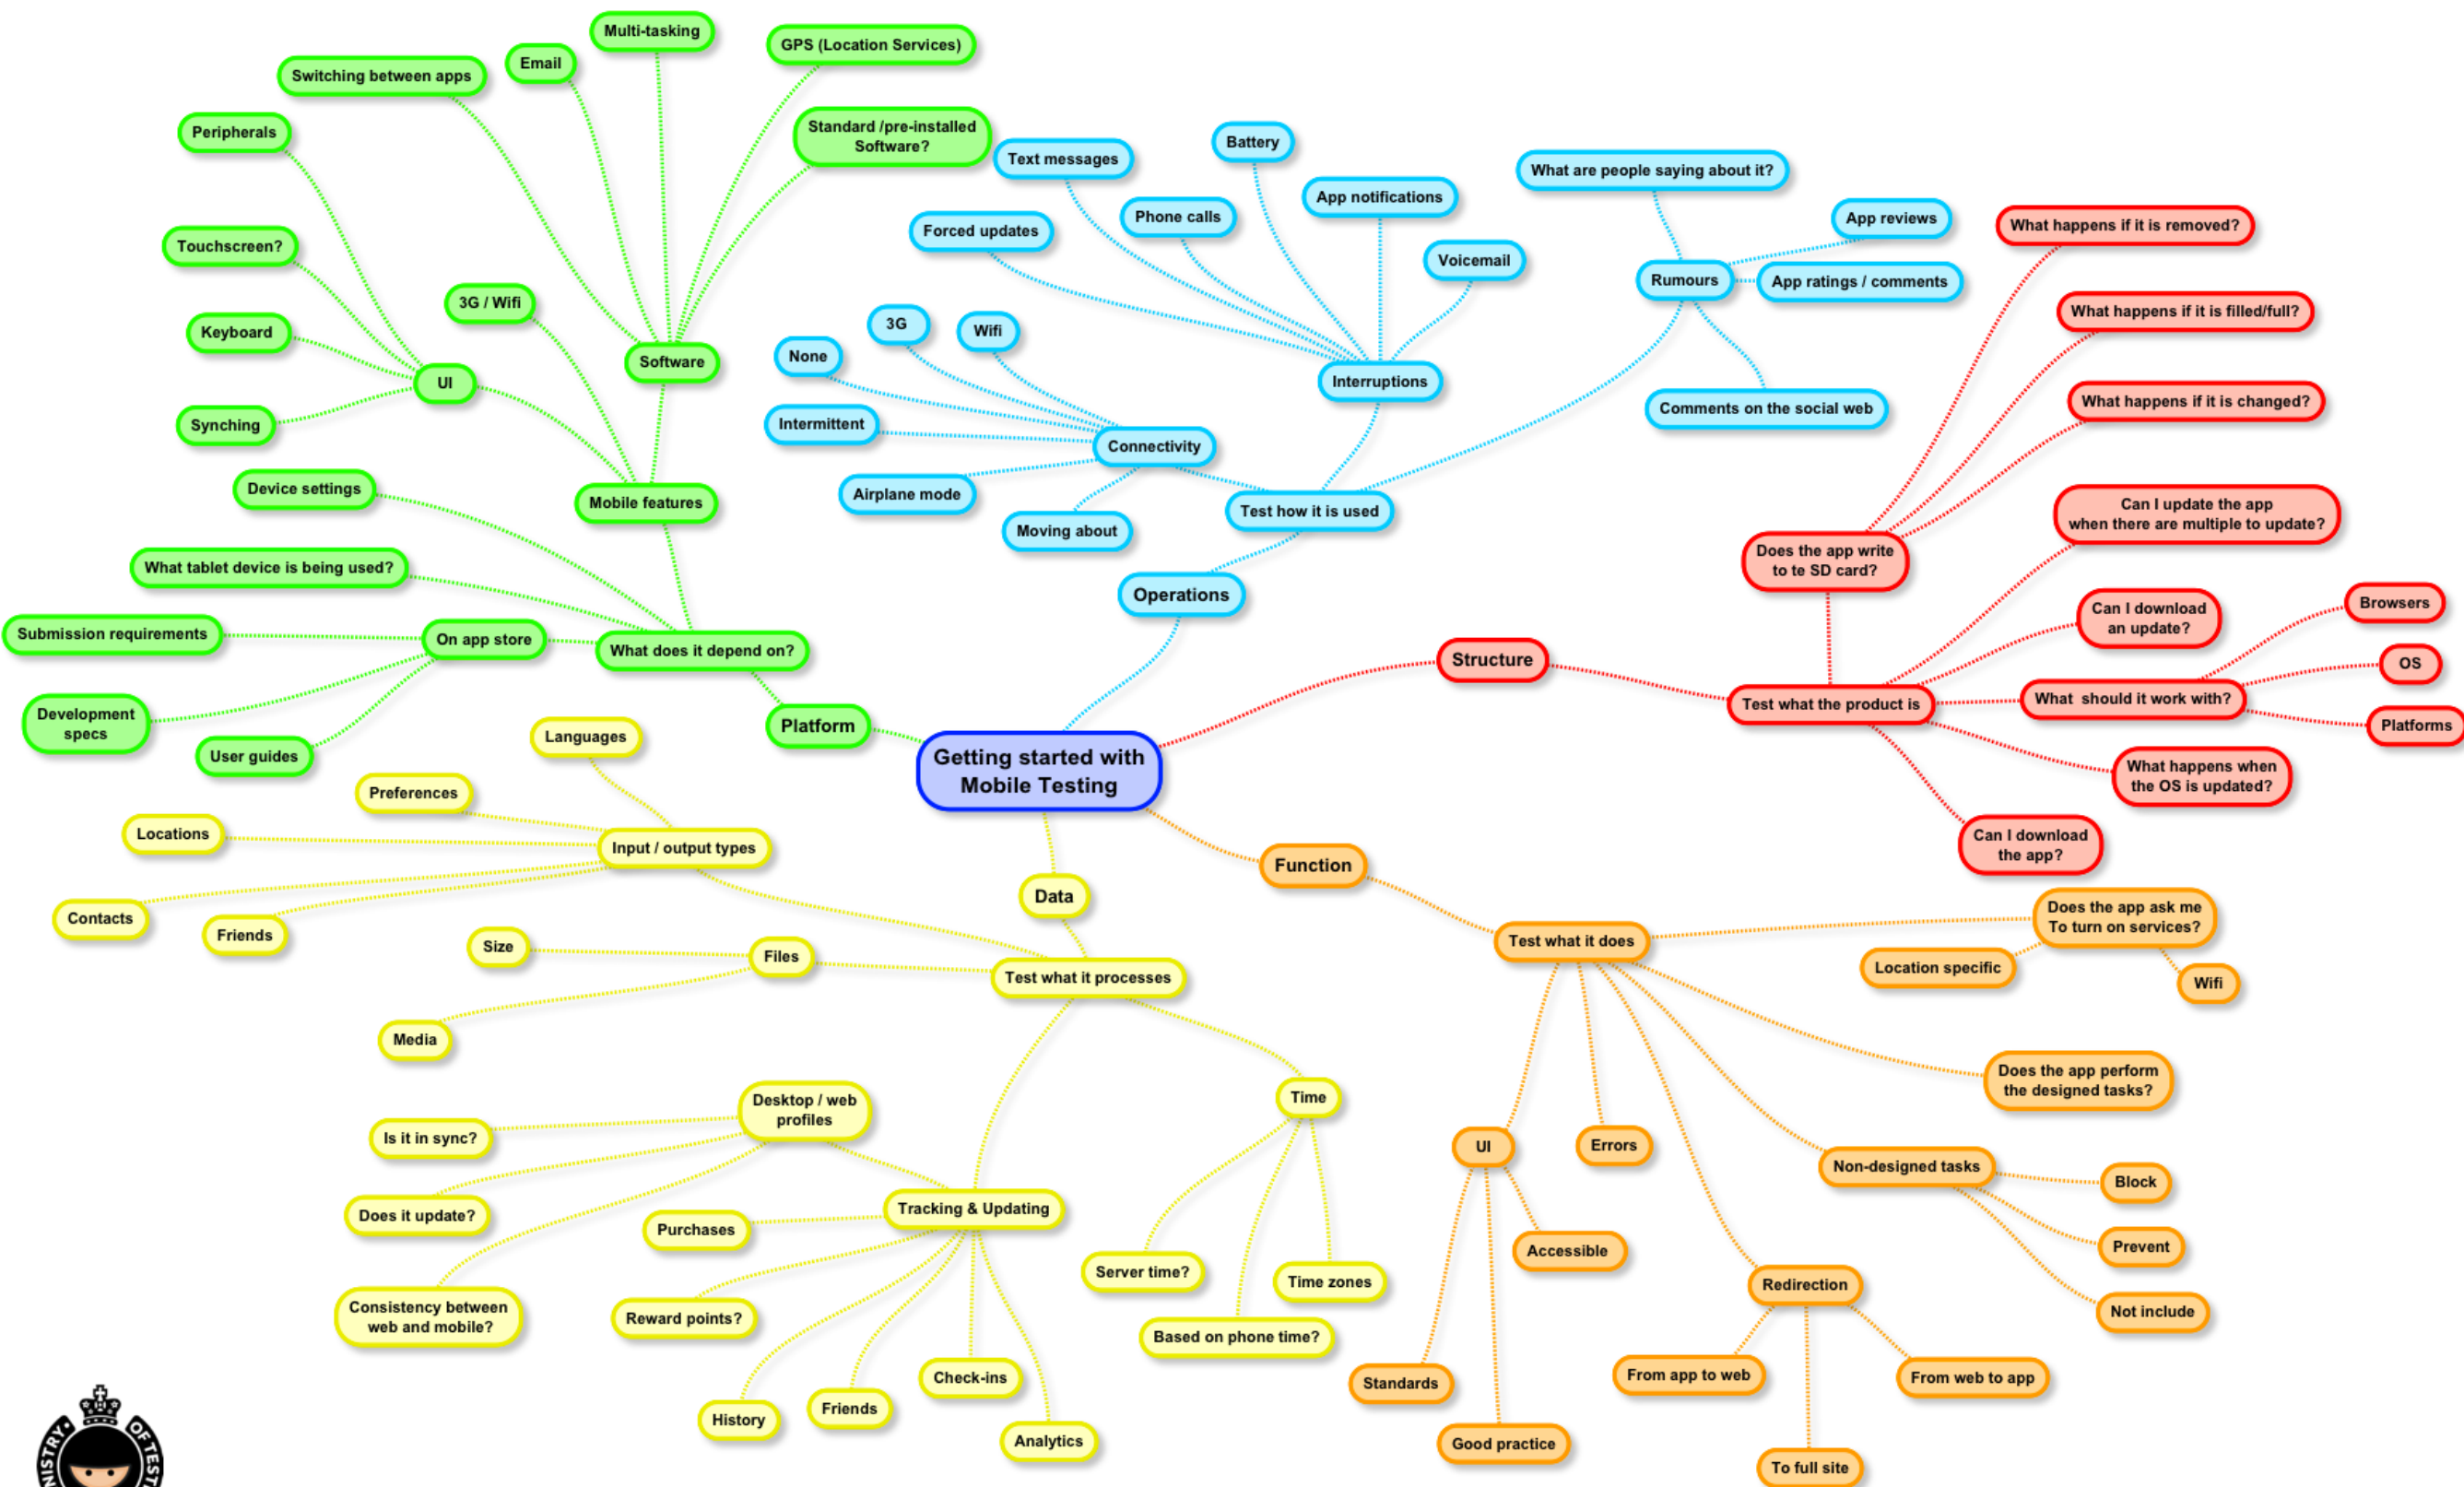 Multi-tasking
GPS (Location Services)
Email
Switching between apps
Peripherals
Standard /pre-installed
Software?
Touchscreen?
3G / Wifi
Keyboard
Software
UI
Synching
Device settings
Mobile features
What tablet device is being used?
Submission requirements
On app store
What does it depend on?
Development
specs
User guides
Platform
Text messages
Battery
App notifications
Phone calls
Forced updates
Voicemail
3G
Wifi
None
Interruptions
Intermittent
Connectivity
Airplane mode
Moving about
Test how it is used
Operations
What are people saying about it?
App reviews
Rumours
App ratings / comments
Comments on the social web
What happens if it is removed?
What happens if it is filled/full?
What happens if it is changed?
Can I update the app
when there are multiple to update?
Does the app write
to te SD card?
Can I download
an update?
Browsers
OS
Structure
Test what the product is
What  should it work with?
Platforms
What happens when
the OS is updated?
Can I download
the app?
Getting started with
Mobile Testing
Languages
Preferences
Locations
Input / output types
Contacts
Friends
Data
Size
Files
Test what it processes
Media
Desktop / web
profiles
Is it in sync?
Does it update?
Consistency between
web and mobile?
Tracking & Updating
Purchases
Reward points?
History
Friends
Check-ins
Analytics
Time
Server time?
Time zones
Based on phone time?
Function
Test what it does
Does the app ask me
To turn on services?
Location specific
Wifi
Does the app perform
the designed tasks?
UI
Errors
Non-designed tasks
Block
Prevent
Not include
Accessible
Redirection
Standards
Good practice
From app to web
From web to app
To full site
NISTRY
OF TEST